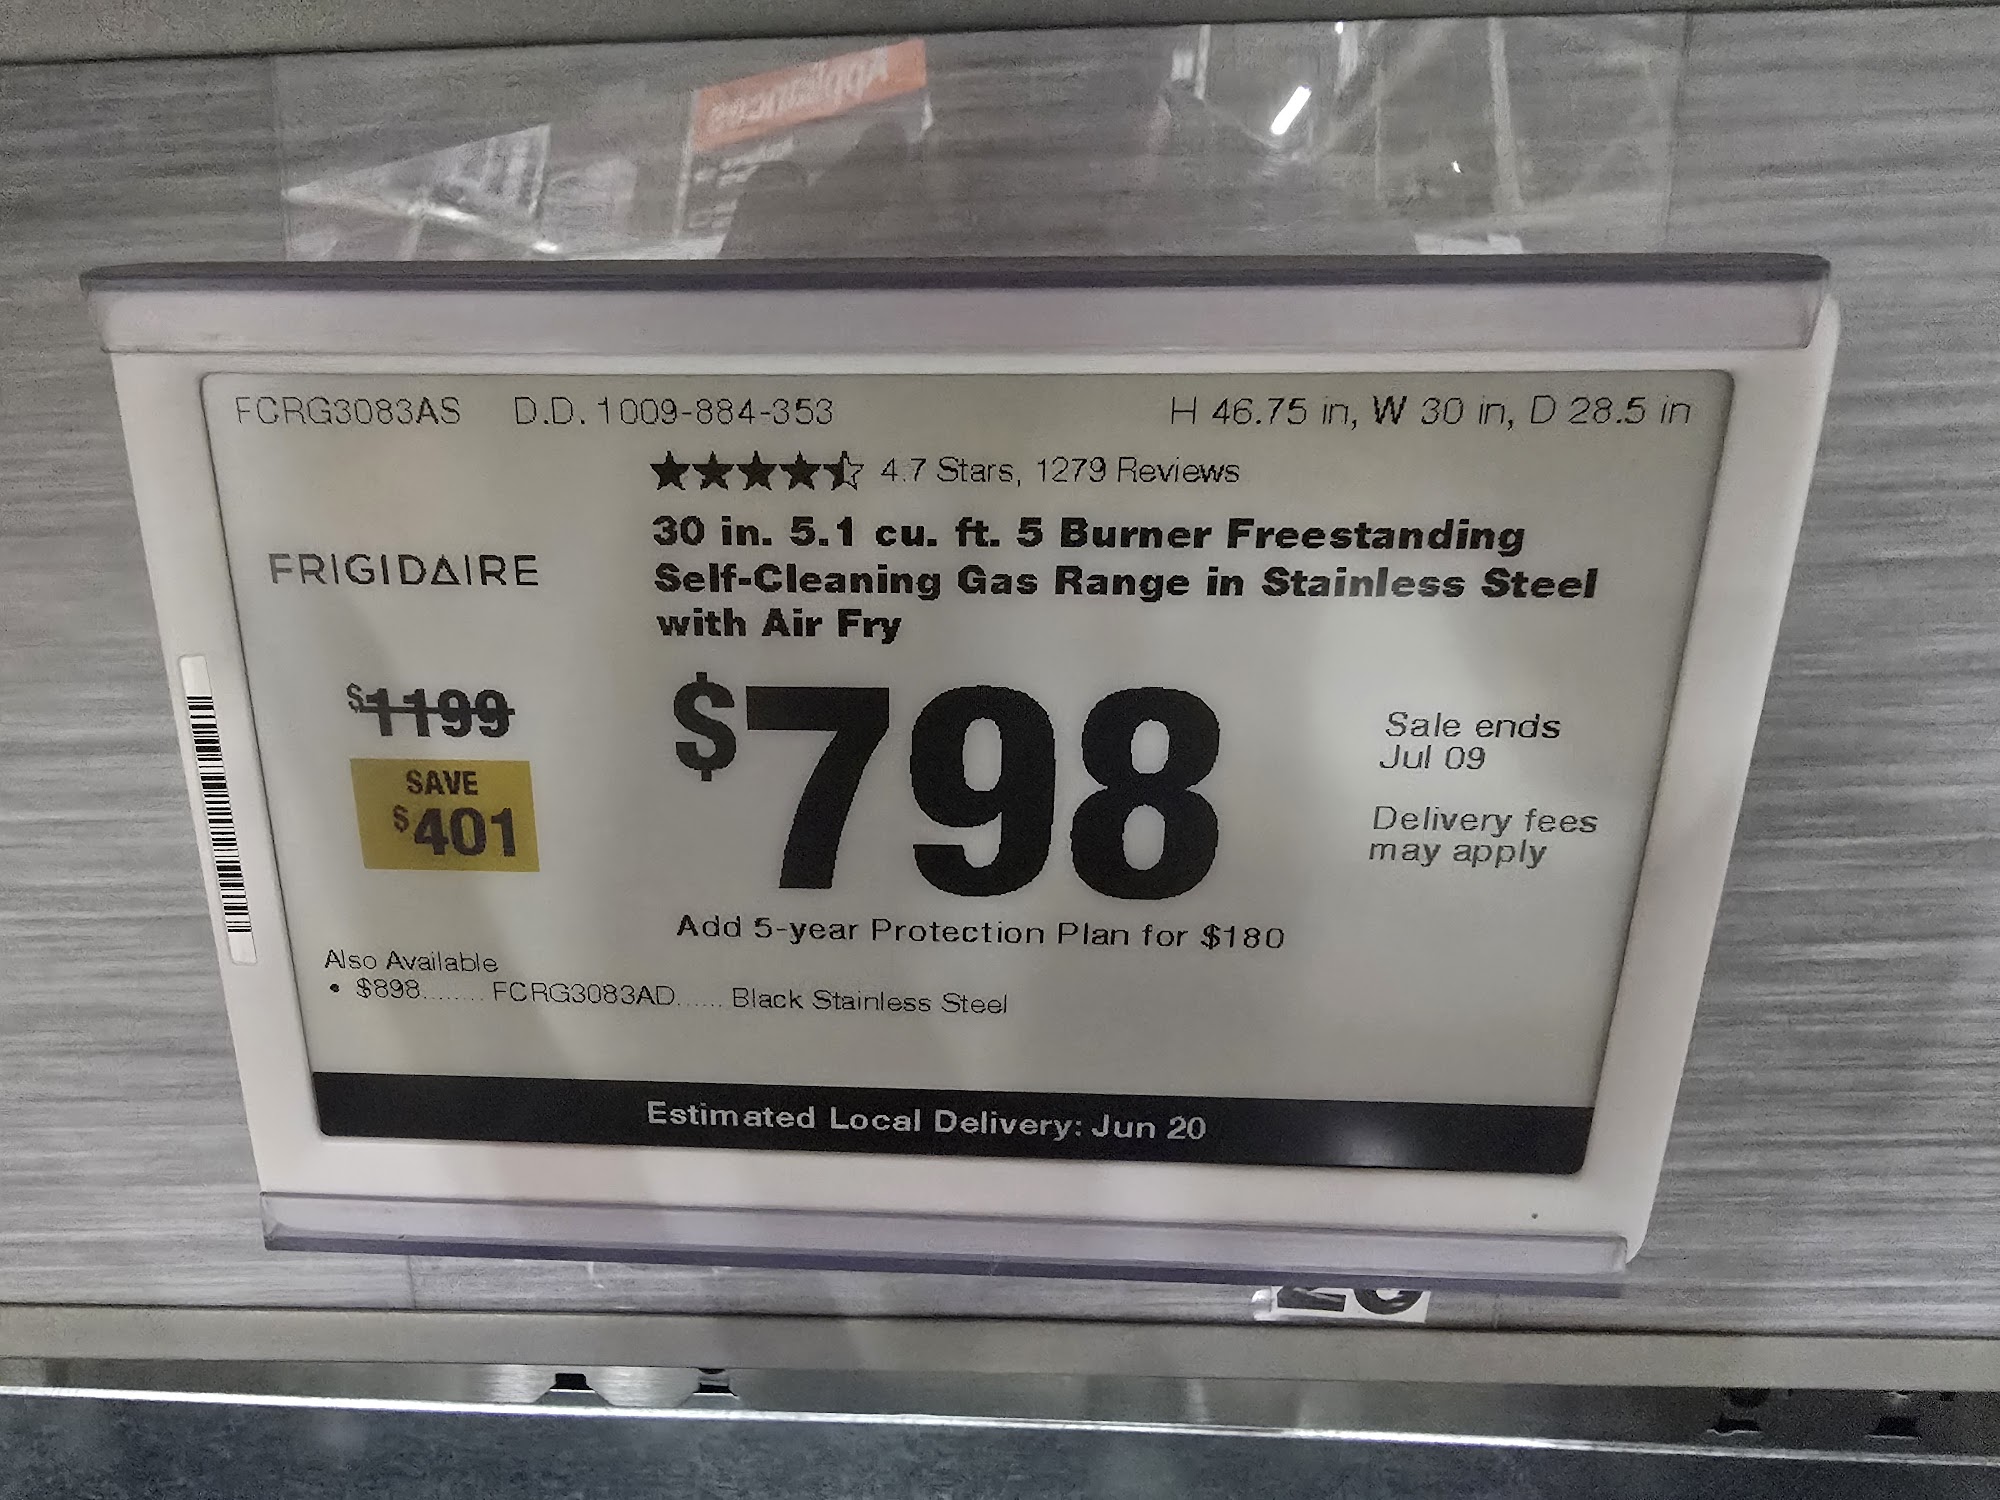 Appliances
FCRG3083AS D.D. 1009-884-353 H 46.75 in, W 30 in, D 28.5 in
4.7 Stars, 1279 Reviews
30 in. 5.1 cu. ft. 5 Burner Freestanding
Self-Cleaning Gas Range in Stainless Steel
with Air Fry
FRIGIDAIRE
$1199
SAVE
$401
$798
Sale ends
Jul 09
Delivery fees
may apply
Add 5-year Protection Plan for $180
Also Available
• $898........ FCRG3083AD...... Black Stainless Steel
Estimated Local Delivery: Jun 20